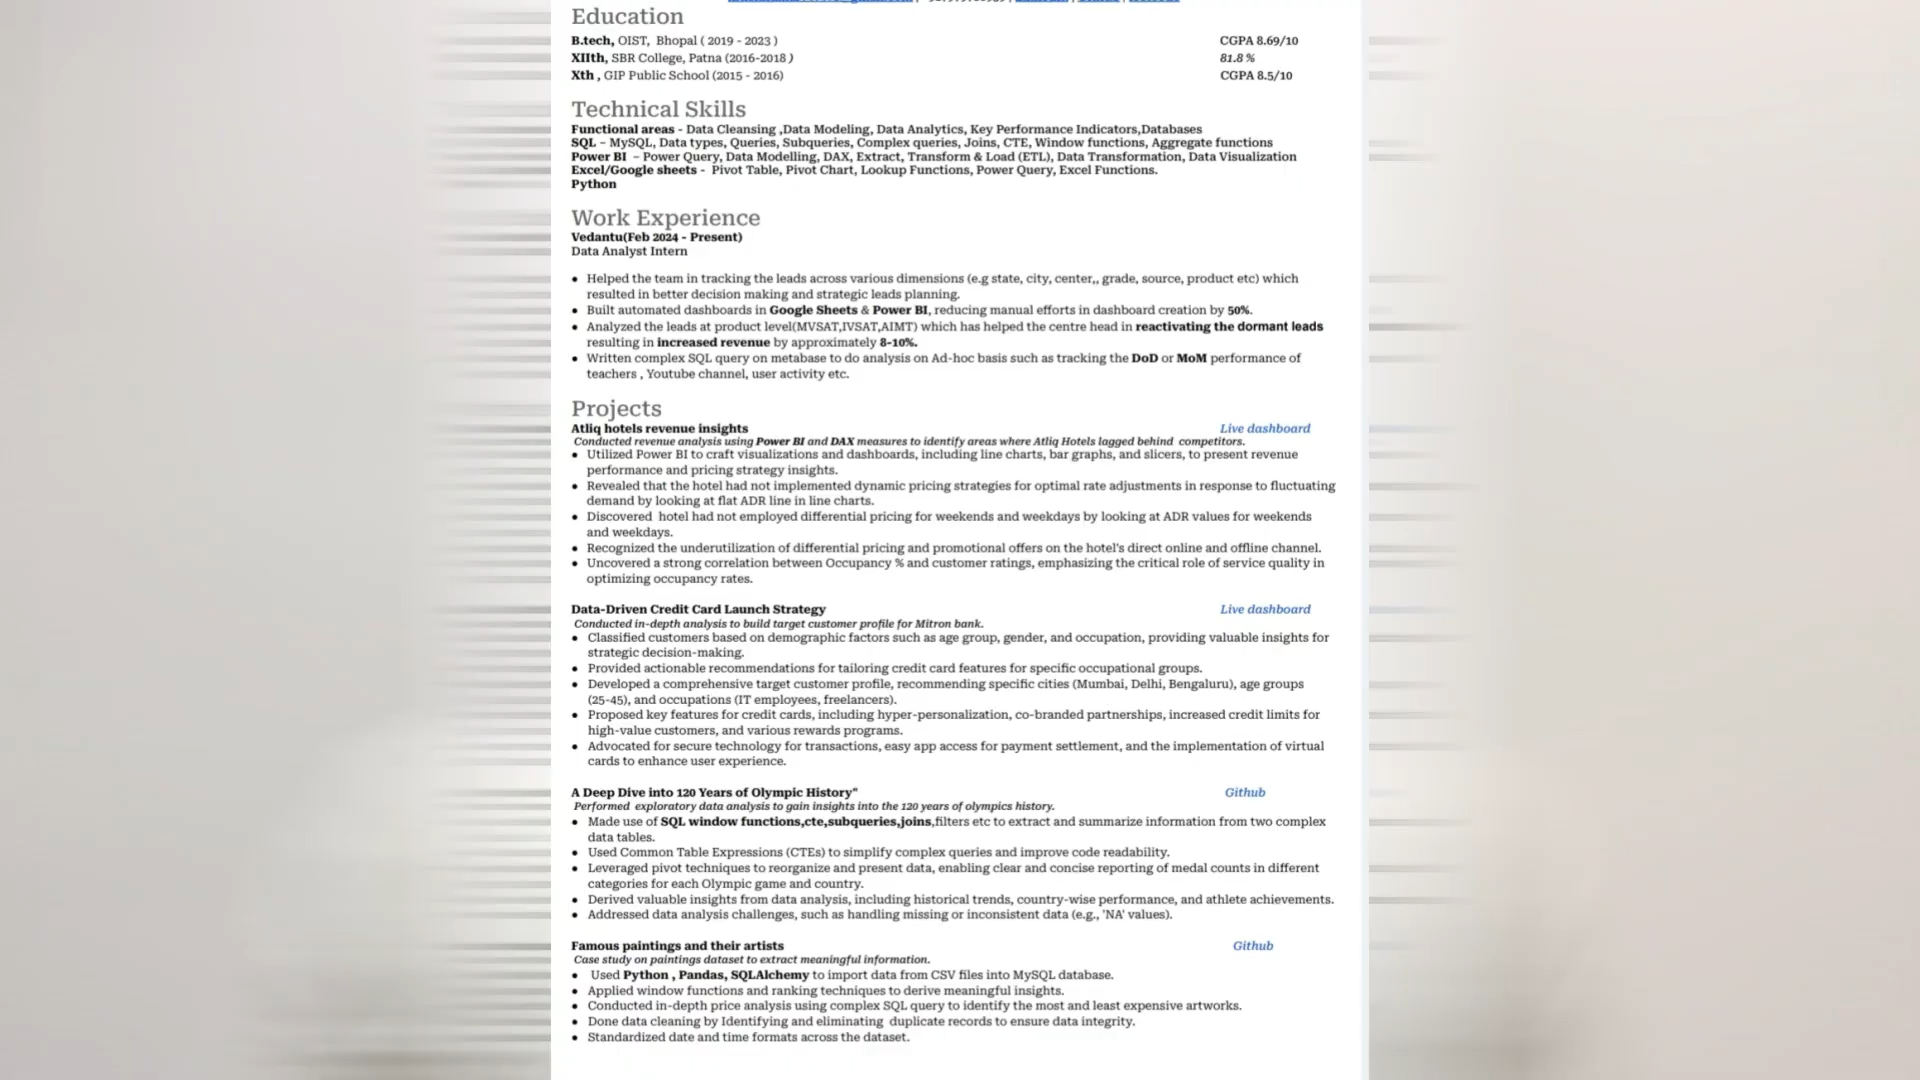 Education
B.tech, OIST, Bhopal ( 2019 - 2023 ) CGPA 8.69/10
XIIth, SBR College, Patna (2016-2018 ) 81.8 %
Xth , GIP Public School (2015 - 2016) CGPA 8.5/10
Technical Skills
Functional areas - Data Cleansing ,Data Modeling, Data Analytics, Key Performance Indicators,Databases
SQL – MySQL, Data types, Queries, Subqueries, Complex queries, Joins, CTE, Window functions, Aggregate functions
Power BI – Power Query, Data Modelling, DAX, Extract, Transform & Load (ETL), Data Transformation, Data Visualization
Excel/Google sheets - Pivot Table, Pivot Chart, Lookup Functions, Power Query, Excel Functions.
Python
Work Experience
Vedantu(Feb 2024 - Present)
Data Analyst Intern
● Helped the team in tracking the leads across various dimensions (e.g state, city, center,, grade, source, product etc) which
resulted in better decision making and strategic leads planning.
● Built automated dashboards in Google Sheets & Power BI, reducing manual efforts in dashboard creation by 50%.
● Analyzed the leads at product level(MVSAT,IVSAT,AIMT) which has helped the centre head in reactivating the dormant leads
resulting in increased revenue by approximately 8-10%.
● Written complex SQL query on metabase to do analysis on Ad-hoc basis such as tracking the DoD or MoM performance of
teachers , Youtube channel, user activity etc.
Projects
Atliq hotels revenue insights Live dashboard
Conducted revenue analysis using Power BI and DAX measures to identify areas where Atliq Hotels lagged behind competitors.
● Utilized Power BI to craft visualizations and dashboards, including line charts, bar graphs, and slicers, to present revenue
performance and pricing strategy insights.
● Revealed that the hotel had not implemented dynamic pricing strategies for optimal rate adjustments in response to fluctuating
demand by looking at flat ADR line in line charts.
● Discovered hotel had not employed differential pricing for weekends and weekdays by looking at ADR values for weekends
and weekdays.
● Recognized the underutilization of differential pricing and promotional offers on the hotel's direct online and offline channel.
● Uncovered a strong correlation between Occupancy % and customer ratings, emphasizing the critical role of service quality in
optimizing occupancy rates.
Data-Driven Credit Card Launch Strategy Live dashboard
Conducted in-depth analysis to build target customer profile for Mitron bank.
● Classified customers based on demographic factors such as age group, gender, and occupation, providing valuable insights for
strategic decision-making.
● Provided actionable recommendations for tailoring credit card features for specific occupational groups.
● Developed a comprehensive target customer profile, recommending specific cities (Mumbai, Delhi, Bengaluru), age groups
(25-45), and occupations (IT employees, freelancers).
● Proposed key features for credit cards, including hyper-personalization, co-branded partnerships, increased credit limits for
high-value customers, and various rewards programs.
● Advocated for secure technology for transactions, easy app access for payment settlement, and the implementation of virtual
cards to enhance user experience.
A Deep Dive into 120 Years of Olympic History" Github
Performed exploratory data analysis to gain insights into the 120 years of olympics history.
● Made use of SQL window functions,cte,subqueries,joins,filters etc to extract and summarize information from two complex
data tables.
● Used Common Table Expressions (CTEs) to simplify complex queries and improve code readability.
● Leveraged pivot techniques to reorganize and present data, enabling clear and concise reporting of medal counts in different
categories for each Olympic game and country.
● Derived valuable insights from data analysis, including historical trends, country-wise performance, and athlete achievements.
● Addressed data analysis challenges, such as handling missing or inconsistent data (e.g., 'NA' values).
Famous paintings and their artists Github
Case study on paintings dataset to extract meaningful information.
● Used Python , Pandas, SQLAlchemy to import data from CSV files into MySQL database.
● Applied window functions and ranking techniques to derive meaningful insights.
● Conducted in-depth price analysis using complex SQL query to identify the most and least expensive artworks.
● Done data cleaning by Identifying and eliminating duplicate records to ensure data integrity.
● Standardized date and time formats across the dataset.